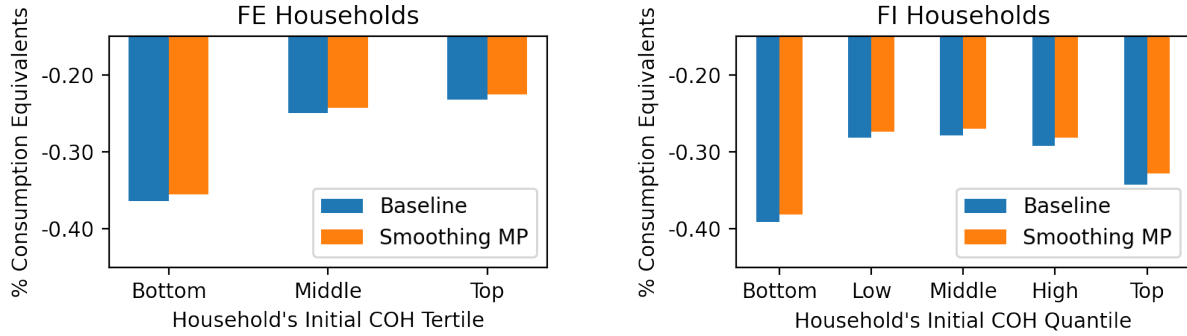 FE Households
% Consumption Equivalents
-0.20
-0.30
-0.40
Baseline
Smoothing MP
Bottom Middle Top
Household's Initial COH Tertile
FI Households
% Consumption Equivalents
-0.20
-0.30
-0.40
Baseline
Smoothing MP
Bottom Low Middle High Top
Household's Initial COH Quantile